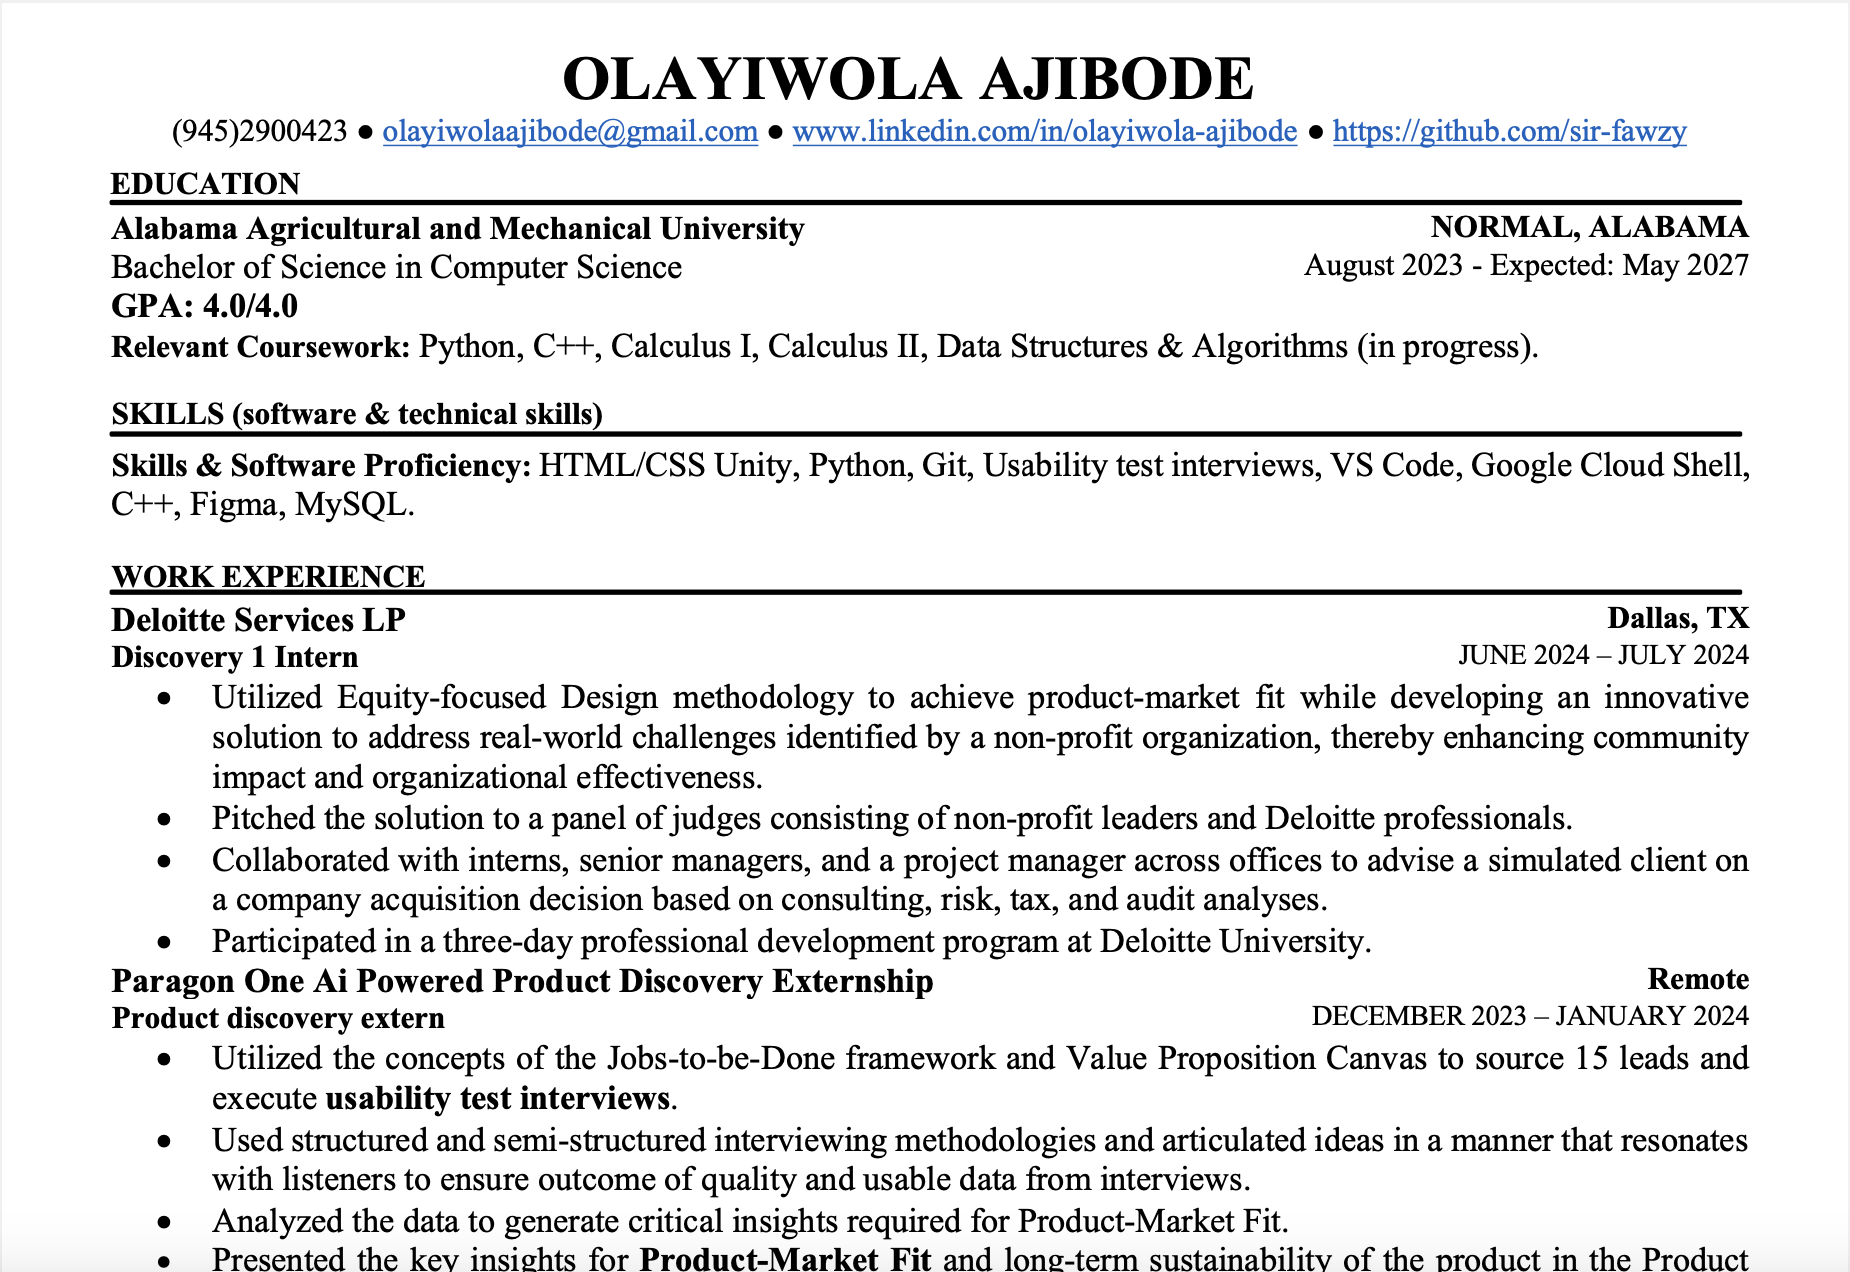 OLAYIWOLA AJIBODE
(945)2900423 ● olayiwolaajibode@gmail.com ● www.linkedin.com/in/olayiwola-ajibode ● https://github.com/sir-fawzy
EDUCATION
Alabama Agricultural and Mechanical University NORMAL, ALABAMA
Bachelor of Science in Computer Science August 2023 - Expected: May 2027
GPA: 4.0/4.0
Relevant Coursework: Python, C++, Calculus I, Calculus II, Data Structures & Algorithms (in progress).
SKILLS (software & technical skills)
Skills & Software Proficiency: HTML/CSS Unity, Python, Git, Usability test interviews, VS Code, Google Cloud Shell,
C++, Figma, MySQL.
WORK EXPERIENCE
Deloitte Services LP Dallas, TX
Discovery 1 Intern JUNE 2024 – JULY 2024
● Utilized Equity-focused Design methodology to achieve product-market fit while developing an innovative
solution to address real-world challenges identified by a non-profit organization, thereby enhancing community
impact and organizational effectiveness.
● Pitched the solution to a panel of judges consisting of non-profit leaders and Deloitte professionals.
● Collaborated with interns, senior managers, and a project manager across offices to advise a simulated client on
a company acquisition decision based on consulting, risk, tax, and audit analyses.
● Participated in a three-day professional development program at Deloitte University.
Paragon One Ai Powered Product Discovery Externship Remote
Product discovery extern DECEMBER 2023 – JANUARY 2024
● Utilized the concepts of the Jobs-to-be-Done framework and Value Proposition Canvas to source 15 leads and
execute usability test interviews.
● Used structured and semi-structured interviewing methodologies and articulated ideas in a manner that resonates
with listeners to ensure outcome of quality and usable data from interviews.
● Analyzed the data to generate critical insights required for Product-Market Fit.
● Presented the key insights for Product-Market Fit and long-term sustainability of the product in the Product